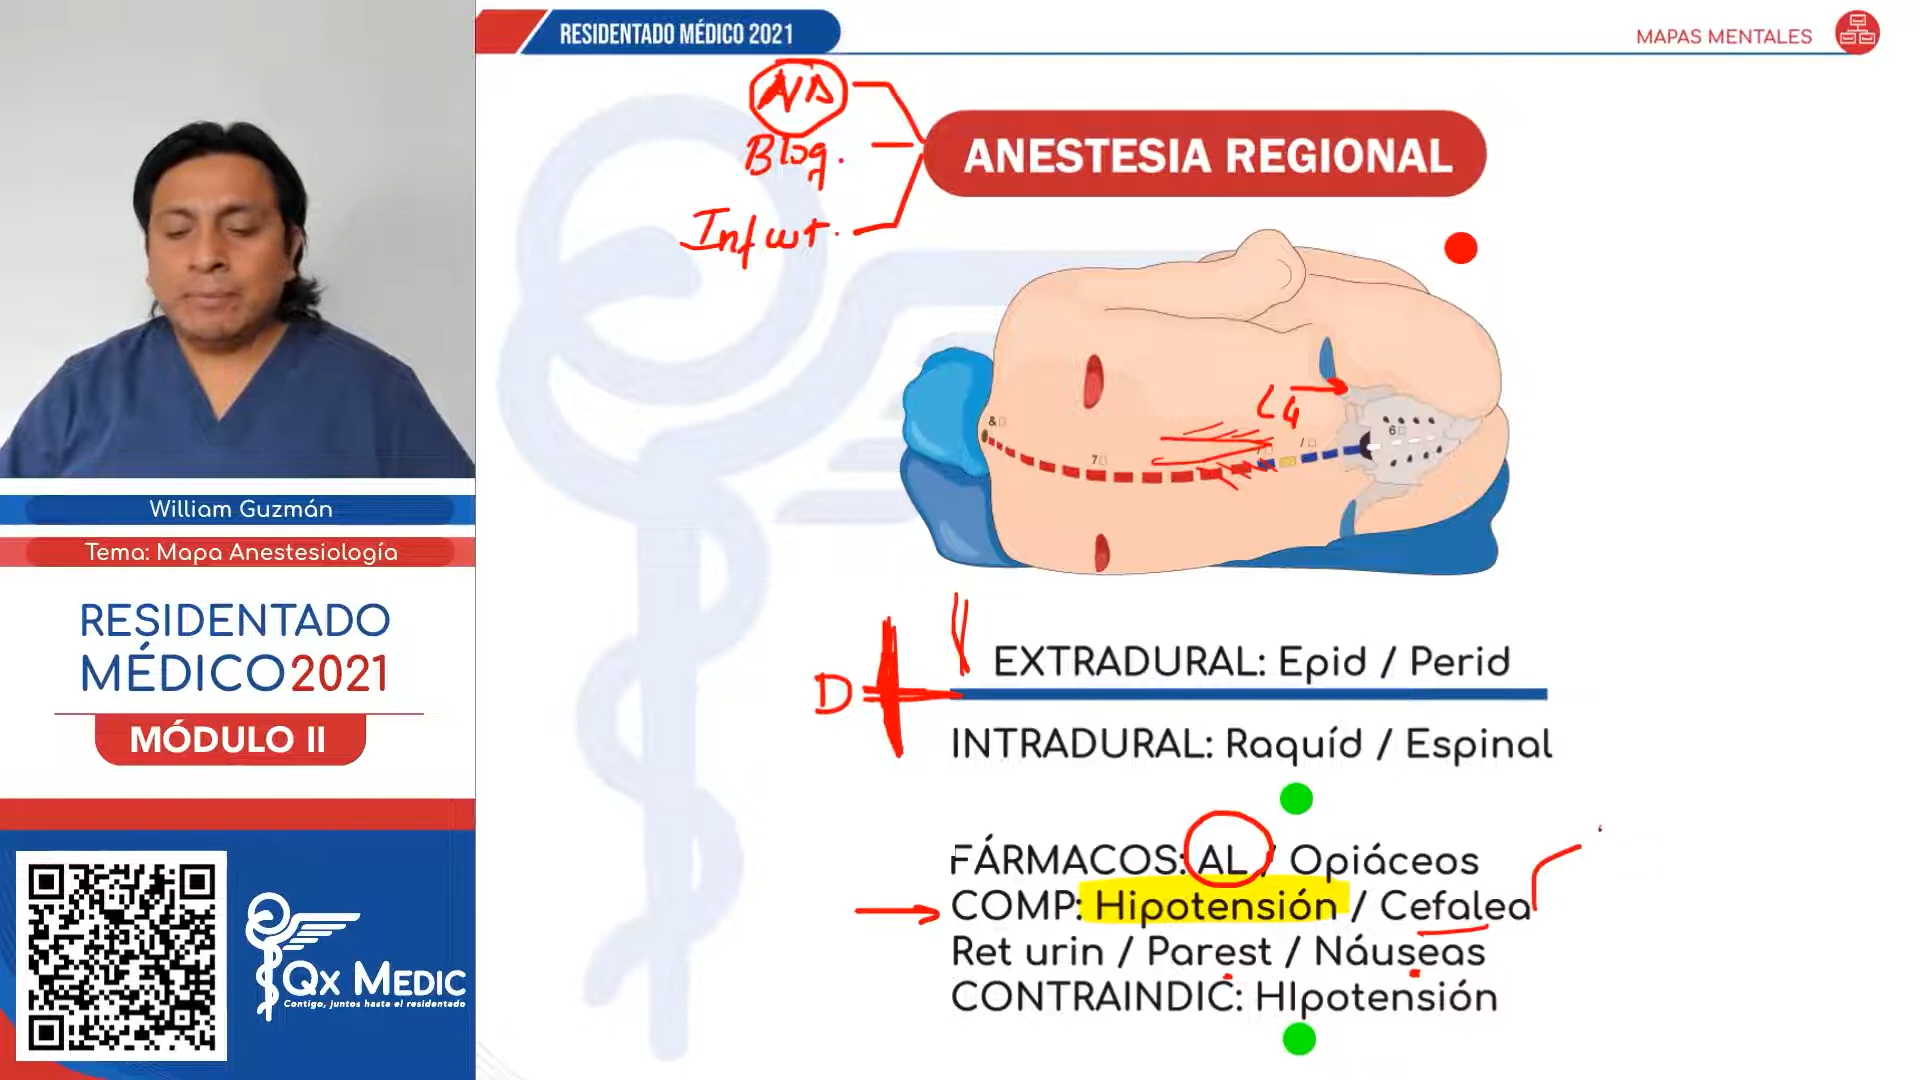 RESIDENTADO MÉDICO 2021
MAPAS MENTALES
Bloq.
ANESTESIA REGIONAL
L4
William Guzmán
Tema: Mapa Anestesiología
RESIDENTADO
MÉDICO 2021
MÓDULO II
QX MEDIC
Contigo, juntos hasta el residentado
D
EXTRADURAL: Epid / Perid
INTRADURAL: Raquíd / Espinal
FÁRMACOS: AL / Opiáceos
COMP: Hipotensión / Cefalea
Ret urin / Parest / Náuseas
CONTRAINDIC: HIpotensión